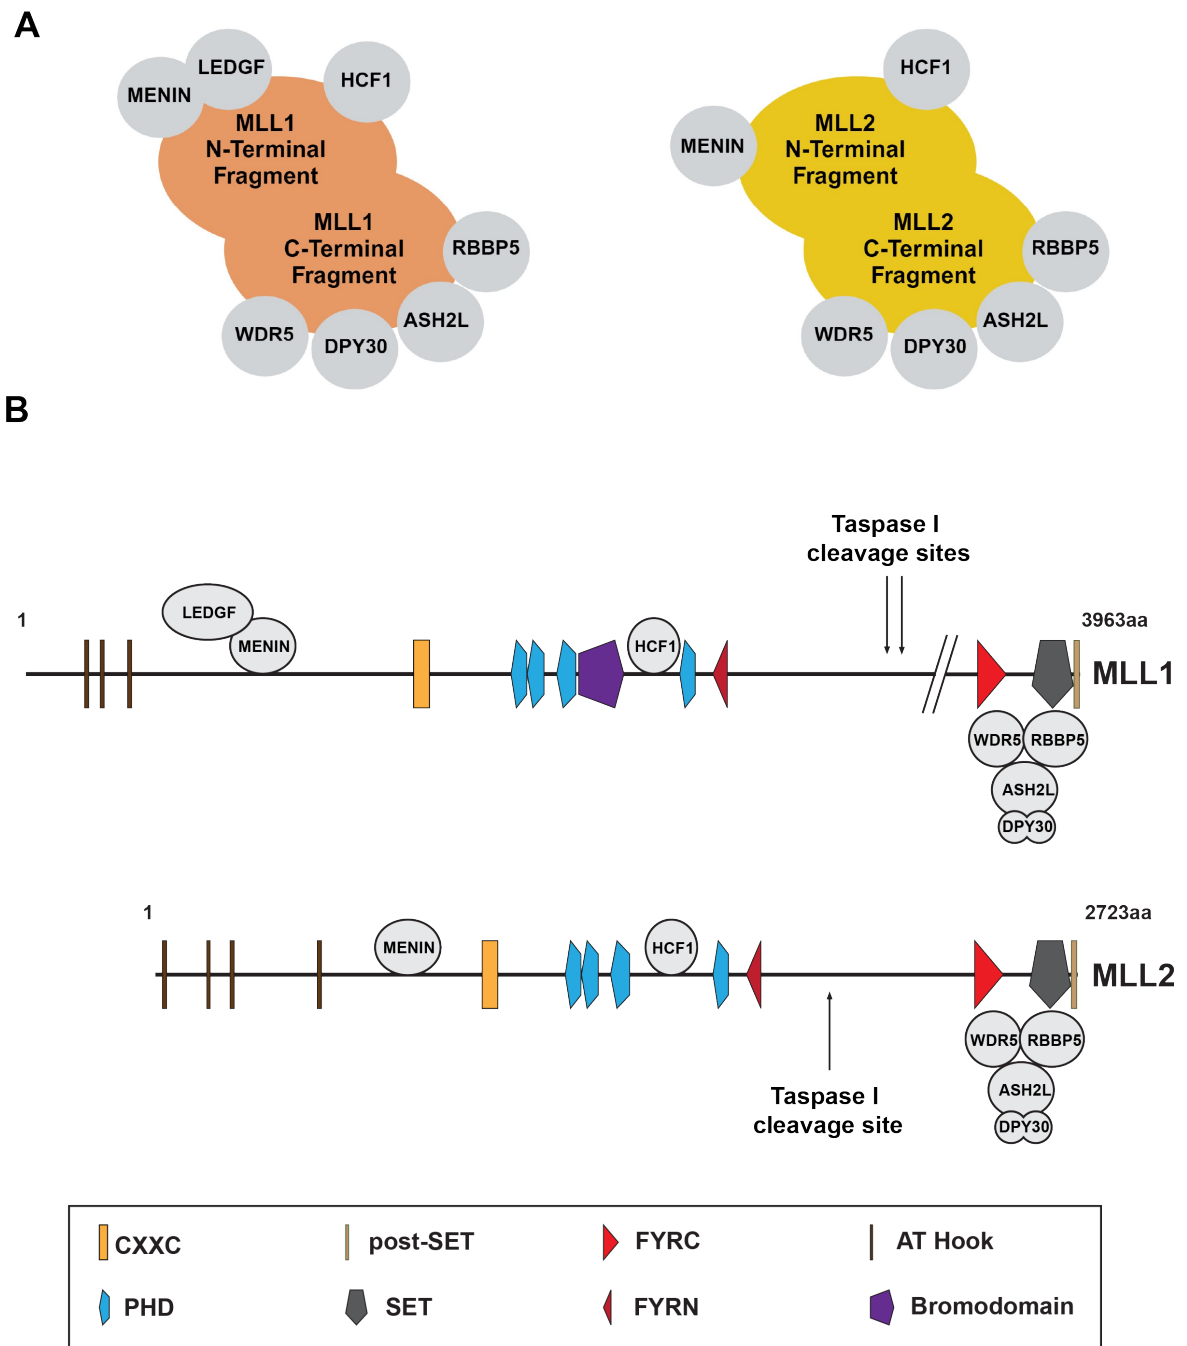 A
LEDGF
MENIN
HCF1
MLL1
N-Terminal
Fragment
MLL1
C-Terminal
Fragment
RBBP5
ASH2L
WDR5
DPY30
HCF1
MENIN
MLL2
N-Terminal
Fragment
MLL2
C-Terminal
Fragment
RBBP5
ASH2L
WDR5
DPY30
B
Taspase I
cleavage sites
1
LEDGF
MENIN
HCF1
3963aa
MLL1
WDR5
RBBP5
ASH2L
DPY30
1
MENIN
HCF1
2723aa
MLL2
WDR5
RBBP5
ASH2L
DPY30
Taspase I
cleavage site
CXXC
post-SET
FYRC
AT Hook
PHD
SET
FYRN
Bromodomain